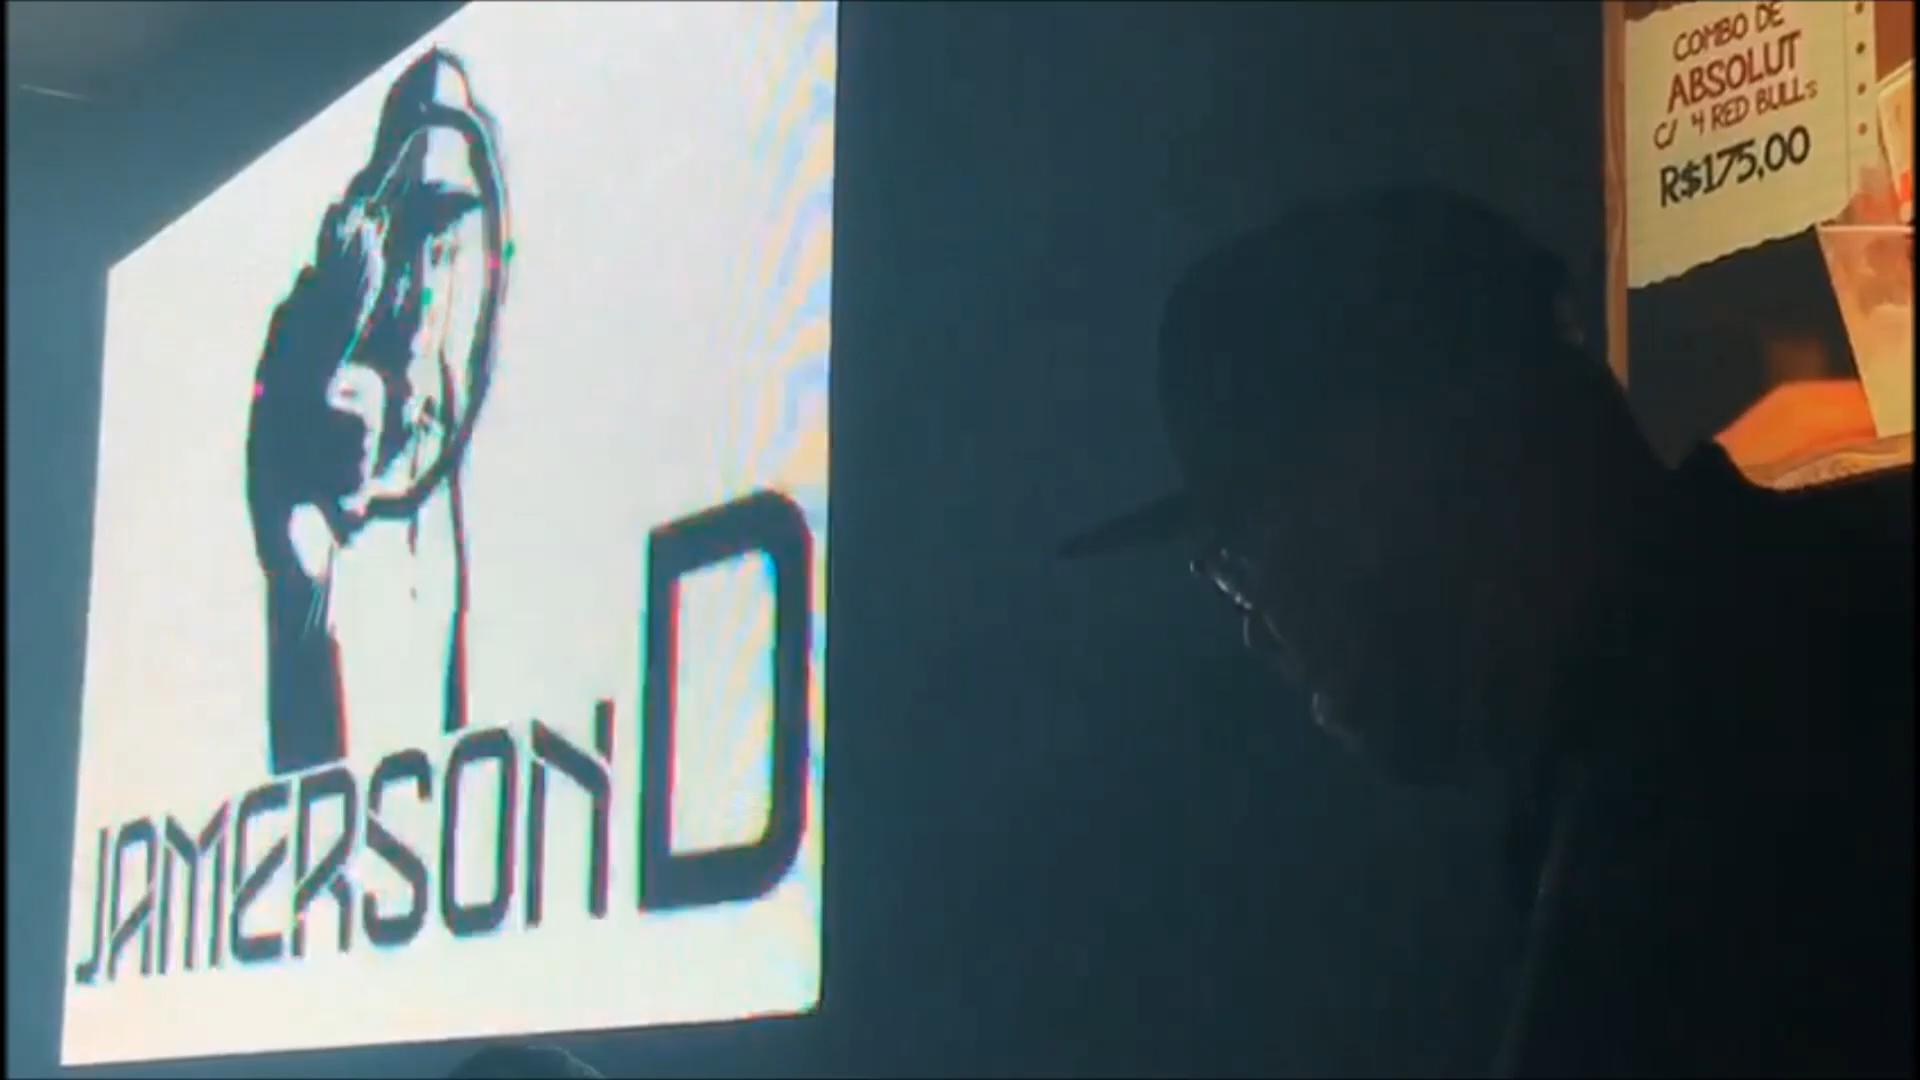 JAMERSON D
COMBO DE
ABSOLUT
C/ 4 RED BULLs
R$175,00